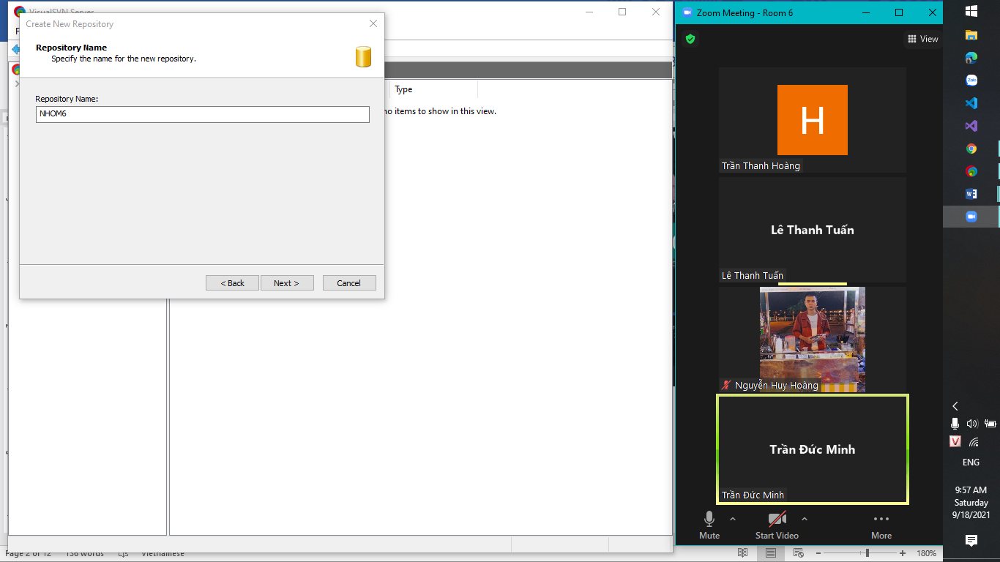 VisualSVN Server
Create New Repository
Repository Name
Specify the name for the new repository.
Repository Name:
NHOM6
< Back
Next >
Cancel
Type
no items to show in this view.
Zoom Meeting - Room 6
View
H
Trần Thanh Hoàng
Lê Thanh Tuấn
Lê Thanh Tuấn
Nguyễn Huy Hoàng
Trần Đức Minh
Trần Đức Minh
Mute
Start Video
More
Zalo
V
ENG
9:57 AM
Saturday
9/18/2021
Page 2 of 12
156 words
Vietnamese
180%